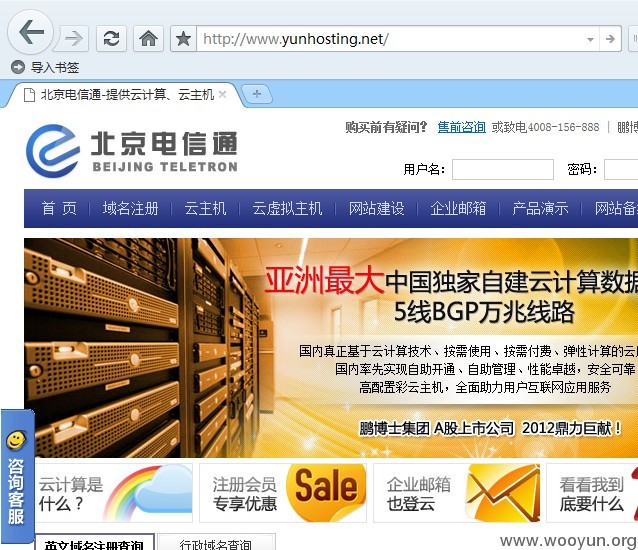 http://www.yunhosting.net/
导入书签
北京电信通-提供云计算、云主机
北京电信通
BEIJING TELETRON
购买前有疑问? 售前咨询 或致电4008-156-888 | 鹏博
用户名: 密码:
首 页 域名注册 云主机 云虚拟主机 网站建设 企业邮箱 产品演示 网站备
亚洲最大中国独家自建云计算数据
5线BGP万兆线路
国内真正基于云计算技术、按需使用、按需付费、弹性计算的云
国内率先实现自助开通、自助管理、性能卓越，安全可靠
高配置彩云主机，全面助力用户互联网应用服务
鹏博士集团 A股上市公司 2012鼎力巨献！
咨询客服
云计算是
什么？
注册会员
专享优惠
Sale
企业邮箱
也登云
看看我到
底要什么
英文域名注册查询 行政域名查询
www.wooyun.org